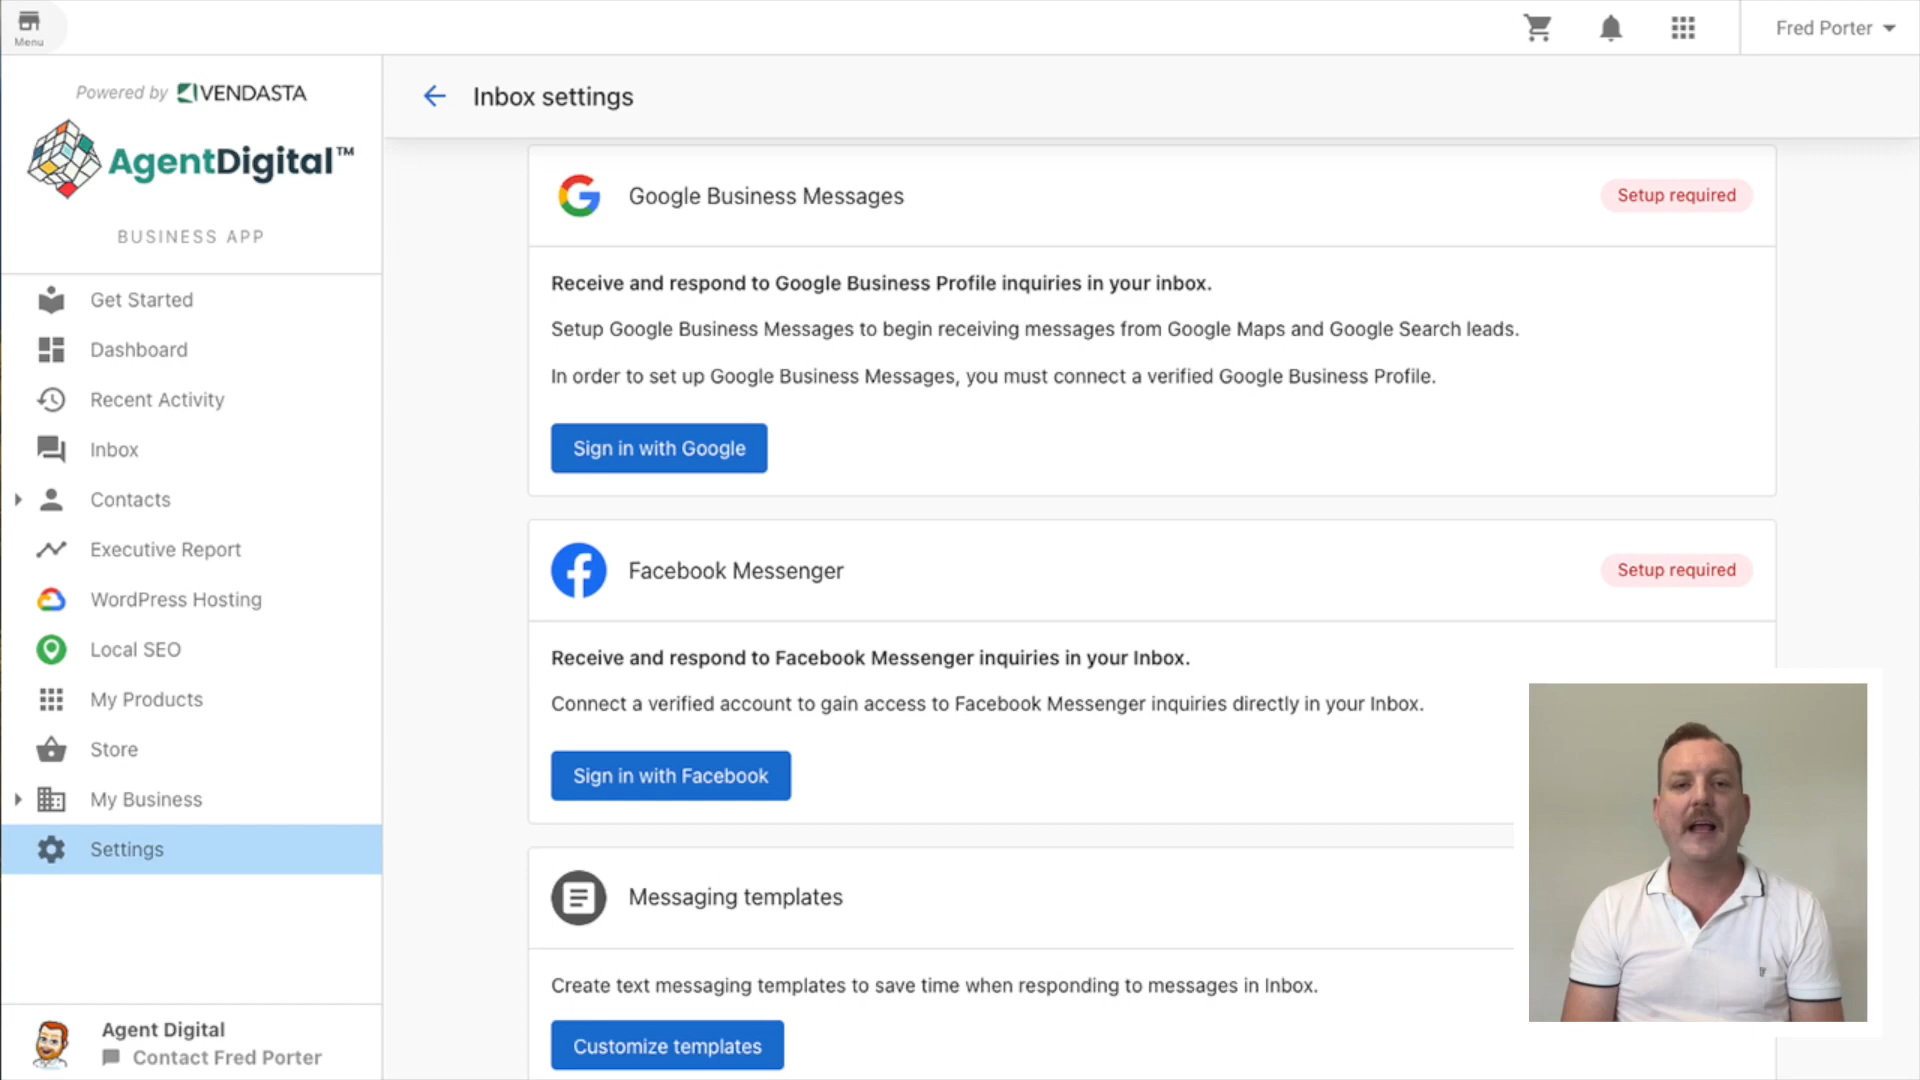 Menu
Fred Porter
Powered by VENDASTA
AgentDigital™
BUSINESS APP
Get Started
Dashboard
Recent Activity
Inbox
Contacts
Executive Report
WordPress Hosting
Local SEO
My Products
Store
My Business
Settings
Agent Digital
Contact Fred Porter
Inbox settings
Google Business Messages
Setup required
Receive and respond to Google Business Profile inquiries in your inbox.
Setup Google Business Messages to begin receiving messages from Google Maps and Google Search leads.
In order to set up Google Business Messages, you must connect a verified Google Business Profile.
Sign in with Google
Facebook Messenger
Setup required
Receive and respond to Facebook Messenger inquiries in your Inbox.
Connect a verified account to gain access to Facebook Messenger inquiries directly in your Inbox.
Sign in with Facebook
Messaging templates
Create text messaging templates to save time when responding to messages in Inbox.
Customize templates